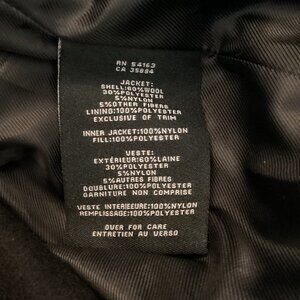 RN 54163
CA 35884
JACKET:
SHELL:60%WOOL
30%POLYESTER
5%NYLON
5%OTHER FIBERS
LINING:100%POLYESTER
EXCLUSIVE OF TRIM
INNER JACKET:100%NYLON
FILL:100%POLYESTER
VESTE:
EXTÉRIEUR:60%LAINE
30%POLYESTER
5%NYLON
5%AUTRES FIBRES
DOUBLURE:100%POLYESTER
GARNITURE NON COMPRISE
VESTE INTERIEEURE:100%NYLON
REMPLISSAGE:100%POLYESTER
OVER FOR CARE
ENTRETIEN AU VERSO